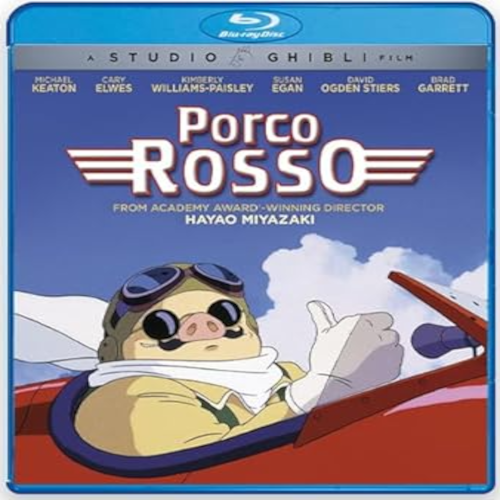 Blu-ray Disc
A STUDIO GHIBLI FILM
MICHAEL KEATON CARY ELWES KIMBERLY WILLIAMS-PAISLEY SUSAN EGAN DAVID OGDEN STIERS BRAD GARRETT
Porco
ROSSO
FROM ACADEMY AWARD®-WINNING DIRECTOR
HAYAO MIYAZAKI